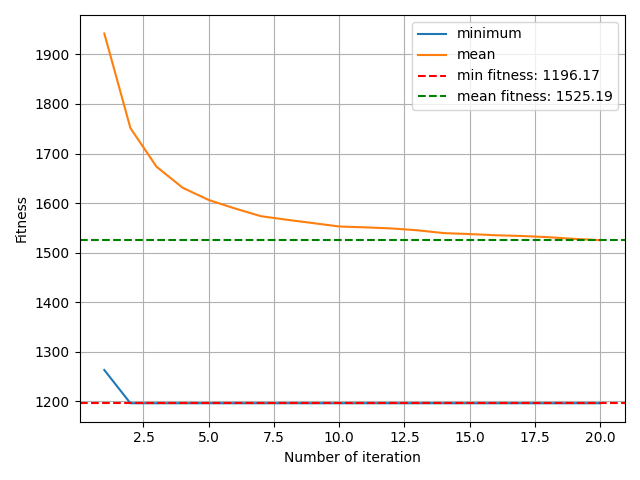 minimum
mean
min fitness: 1196.17
mean fitness: 1525.19
1900
1800
1700
1600
1500
1400
1300
1200
Fitness
2.5 5.0 7.5 10.0 12.5 15.0 17.5 20.0
Number of iteration